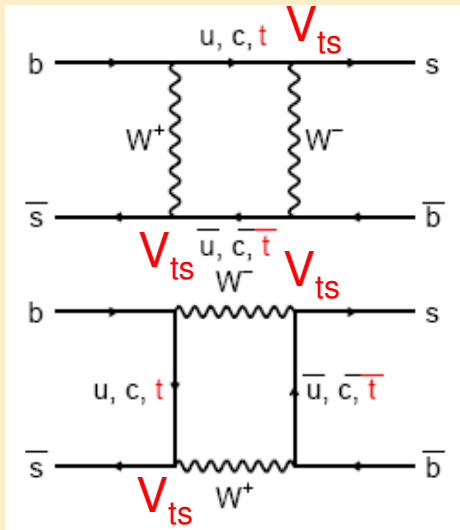 V_ts
u, c, t
b s
W⁺ W⁻
s̅ b̅
u̅, c̅, t̅
V_ts V_ts
W⁻
b s
u, c, t u̅, c̅, t̅
s̅ b̅
W⁺
V_ts